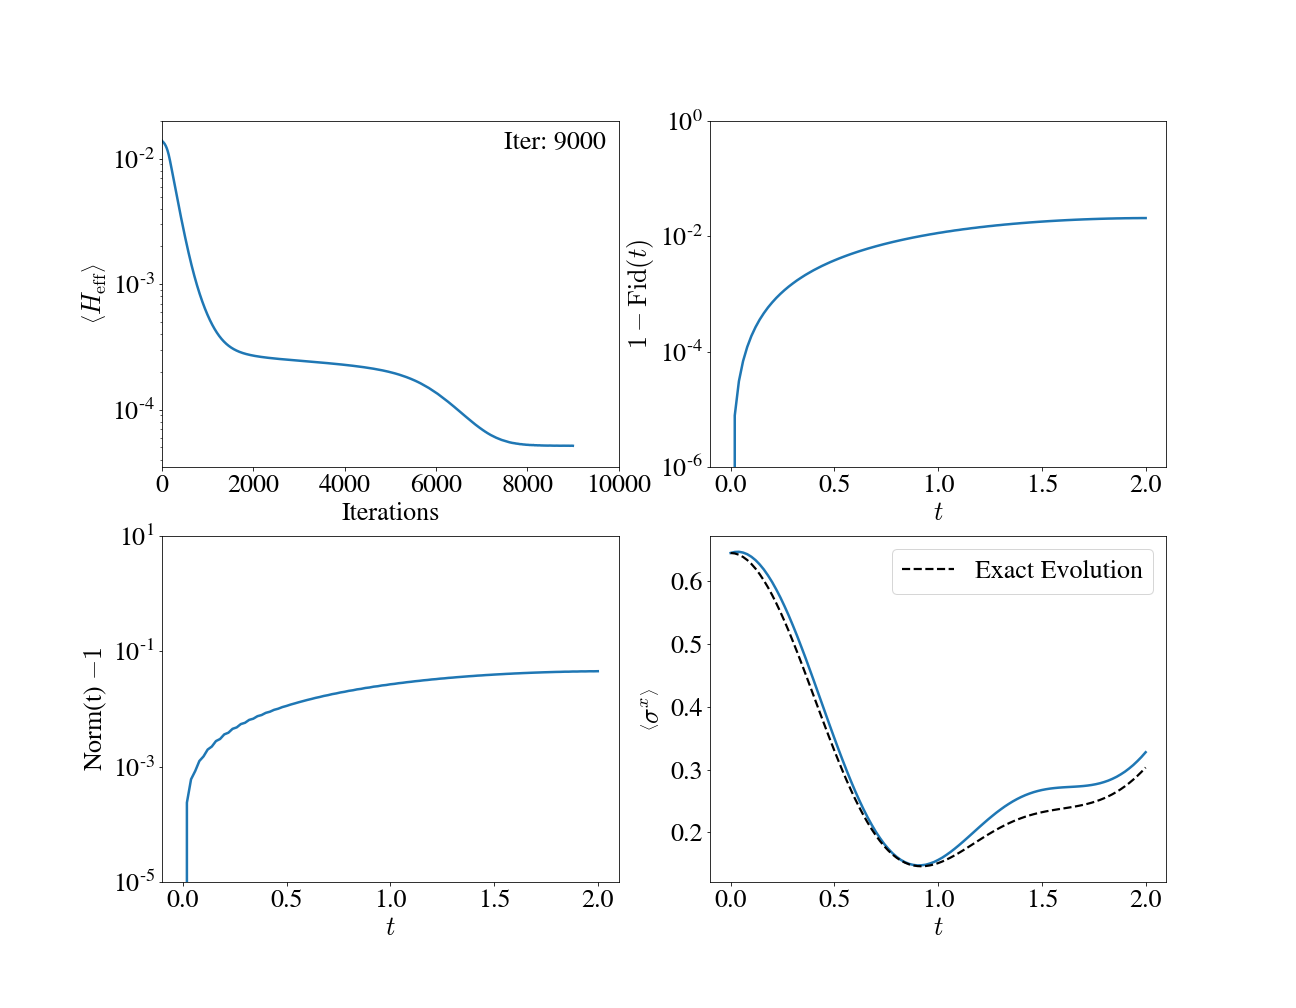 Iter: 9000
⟨H_eff⟩
10^-2
10^-3
10^-4
0 2000 4000 6000 8000 10000
Iterations
1 − Fid(t)
10^0
10^-2
10^-4
10^-6
0.0 0.5 1.0 1.5 2.0
t
Norm(t) −1
10^1
10^-1
10^-3
10^-5
0.0 0.5 1.0 1.5 2.0
t
Exact Evolution
⟨σ^x⟩
0.6
0.5
0.4
0.3
0.2
0.0 0.5 1.0 1.5 2.0
t